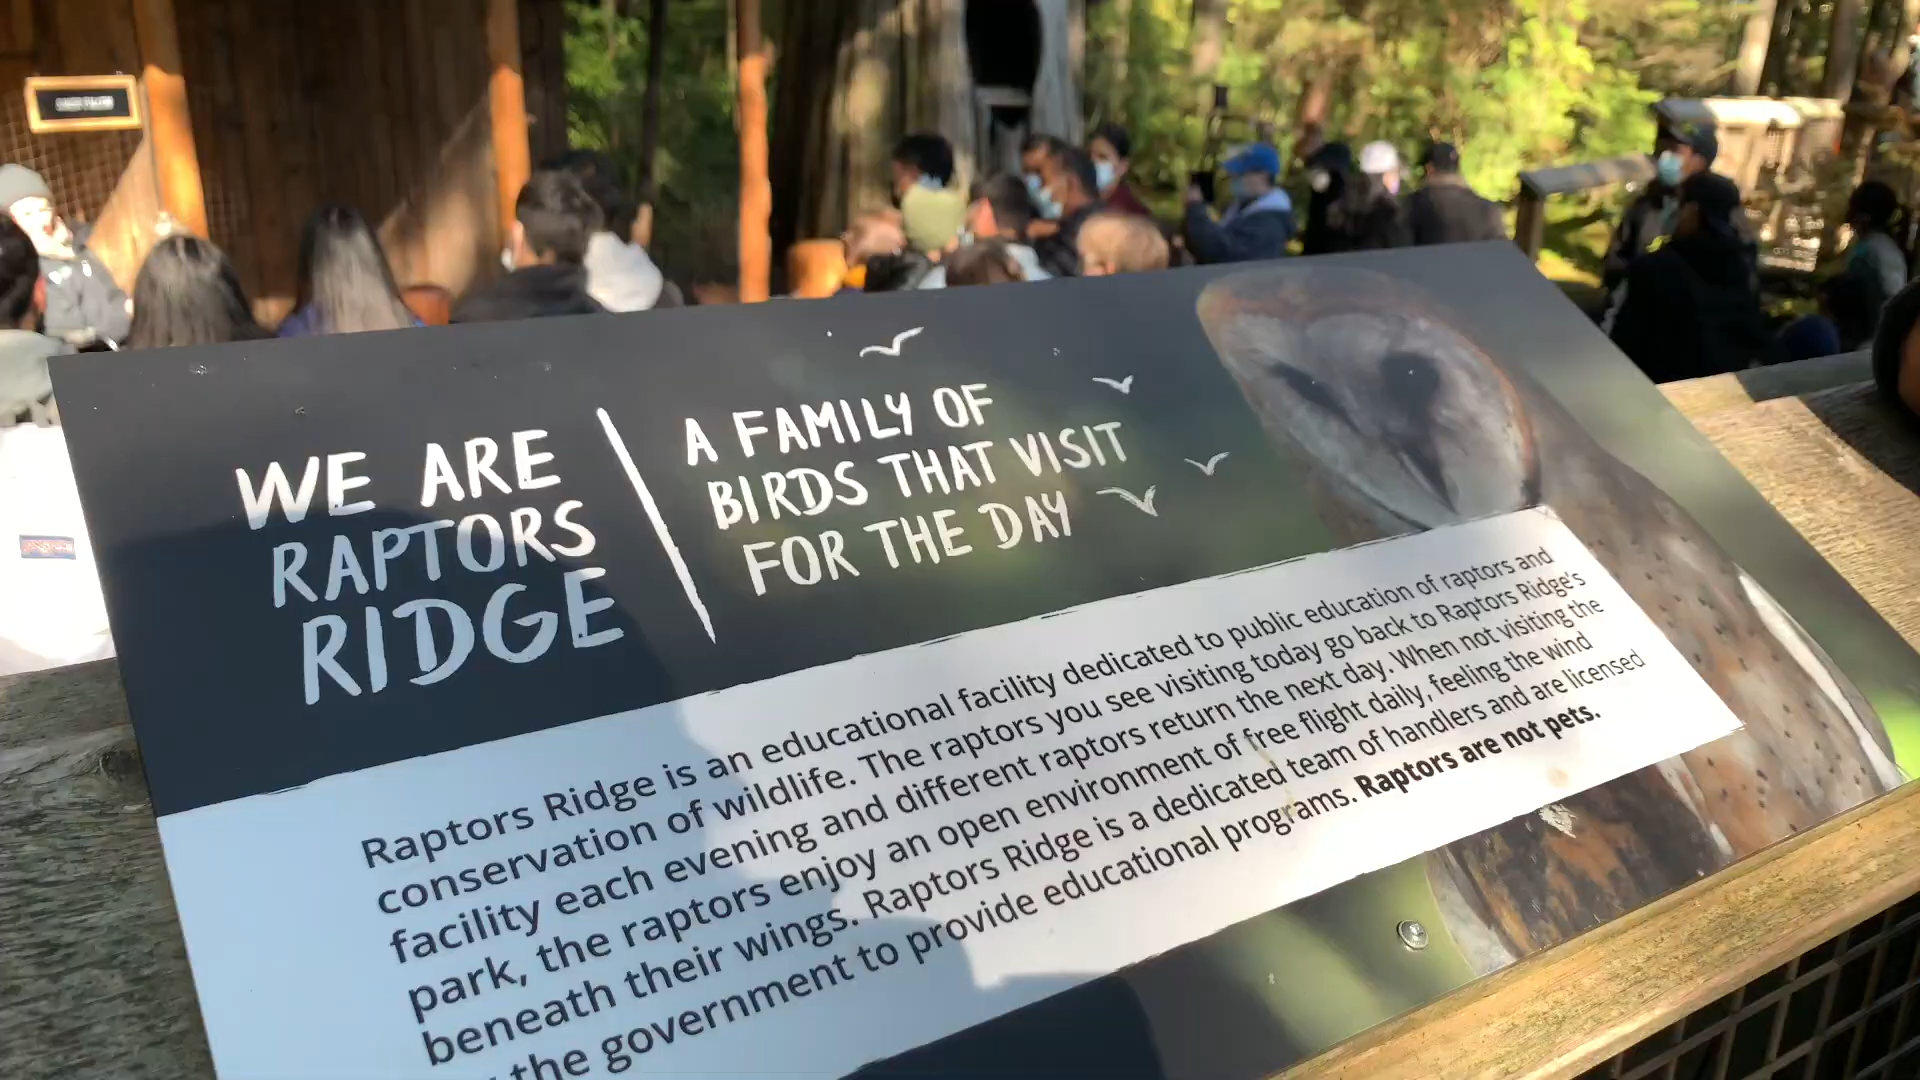 WE ARE
RAPTORS
RIDGE
A FAMILY OF
BIRDS THAT VISIT
FOR THE DAY
Raptors Ridge is an educational facility dedicated to public education of raptors and
conservation of wildlife. The raptors you see visiting today go back to Raptors Ridge's
facility each evening and different raptors return the next day. When not visiting the
park, the raptors enjoy an open environment of free flight daily, feeling the wind
beneath their wings. Raptors Ridge is a dedicated team of handlers and are licensed
the government to provide educational programs. Raptors are not pets.